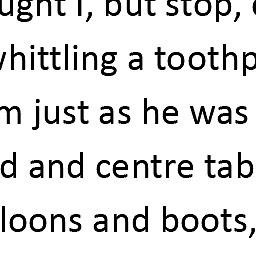 ught I, but stop,
whittling a toothp
m just as he was
d and centre tab
loons and boots,